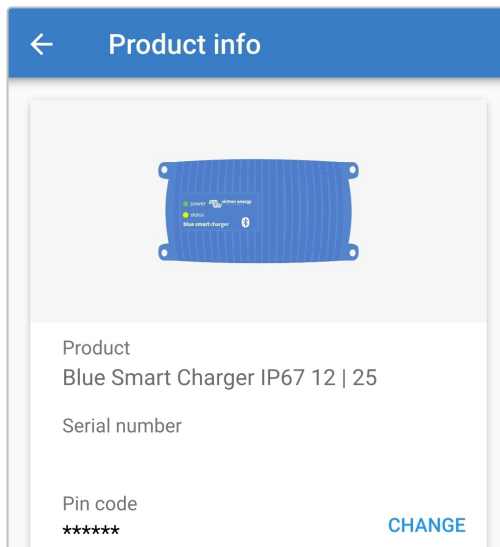 Product info
power
victron energy
status
blue smart charger
Product
Blue Smart Charger IP67 12 | 25
Serial number
Pin code
******
CHANGE